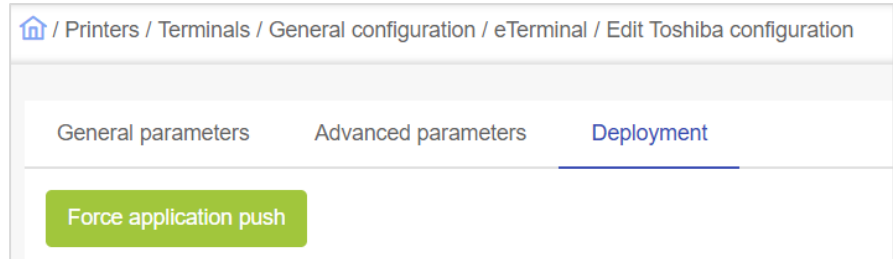 / Printers / Terminals / General configuration / eTerminal / Edit Toshiba configuration
General parameters Advanced parameters Deployment
Force application push